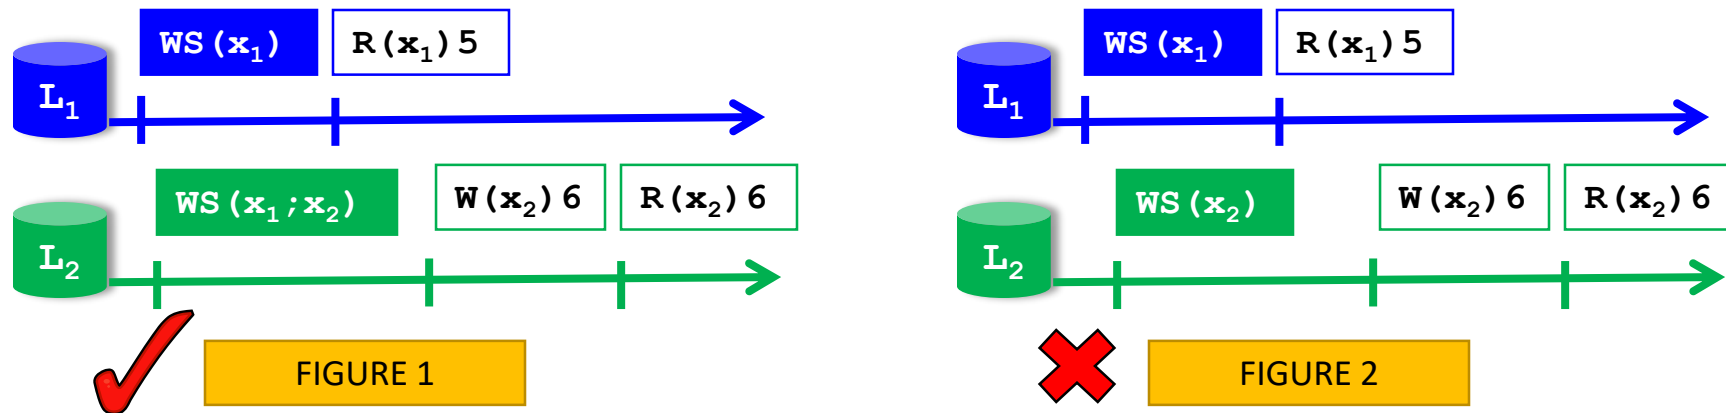 WS(x₁) R(x₁)5
L₁
WS(x₁;x₂) W(x₂)6 R(x₂)6
L₂
FIGURE 1
WS(x₁) R(x₁)5
L₁
WS(x₂) W(x₂)6 R(x₂)6
L₂
FIGURE 2